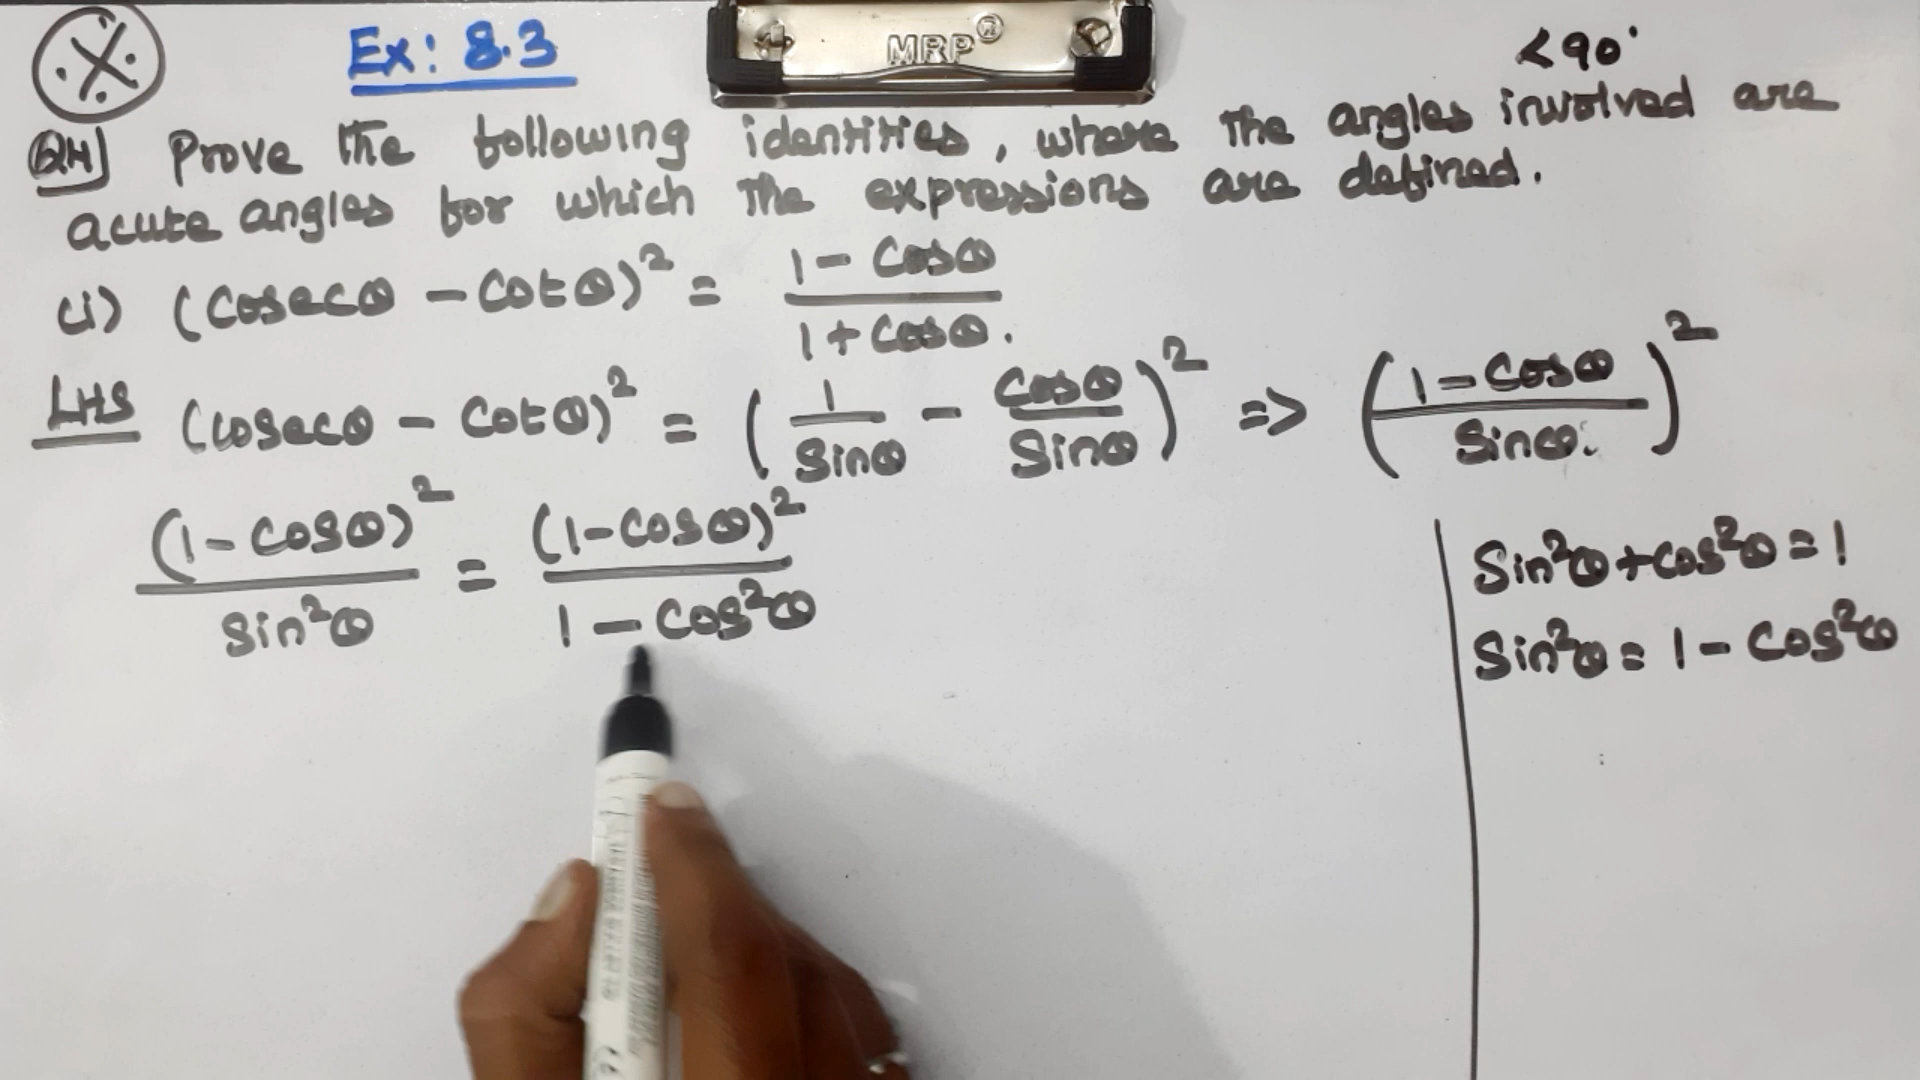 Ex: 8.3
MRP®
<90°
Q.4) Prove the following identities, where the angles involved are
acute angles for which the expressions are defined.
(i) (Cosecθ - Cotθ)² = (1 - Cosθ)/(1 + Cosθ).
LHS (Cosecθ - Cotθ)² = (1/Sinθ - Cosθ/Sinθ)² => ((1 - Cosθ)/Sinθ)²
(1 - Cosθ)²/Sin²θ = (1 - Cosθ)²/(1 - Cos²θ)
Sin²θ + Cos²θ = 1
Sin²θ = 1 - Cos²θ